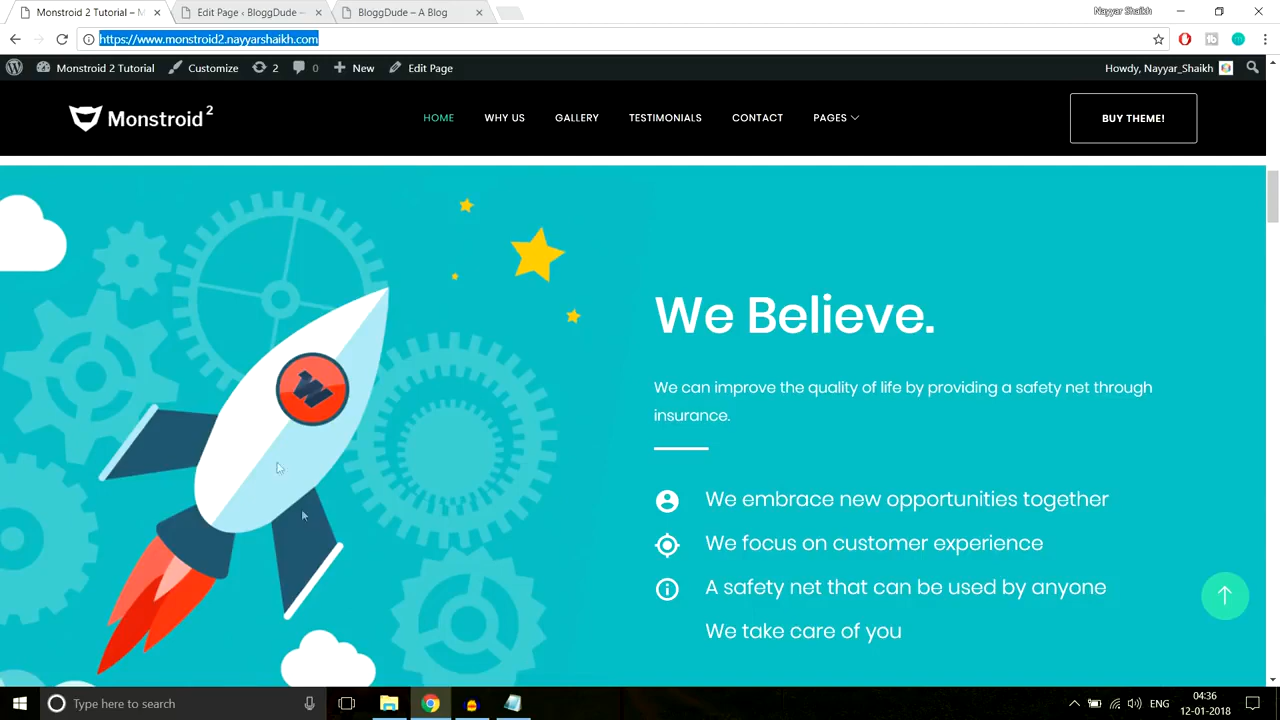 Monstroid 2 Tutorial – M
Edit Page ‹ BloggDude –
BloggDude – A Blog
Nayyar Shaikh
https://www.monstroid2.nayyarshaikh.com
Monstroid 2 Tutorial
Customize
2
0
New
Edit Page
Howdy, Nayyar_Shaikh
Monstroid 2
HOME
WHY US
GALLERY
TESTIMONIALS
CONTACT
PAGES
BUY THEME!
W
We Believe.
We can improve the quality of life by providing a safety net through
insurance.
We embrace new opportunities together
We focus on customer experience
A safety net that can be used by anyone
We take care of you
Type here to search
ENG
04:36
12-01-2018